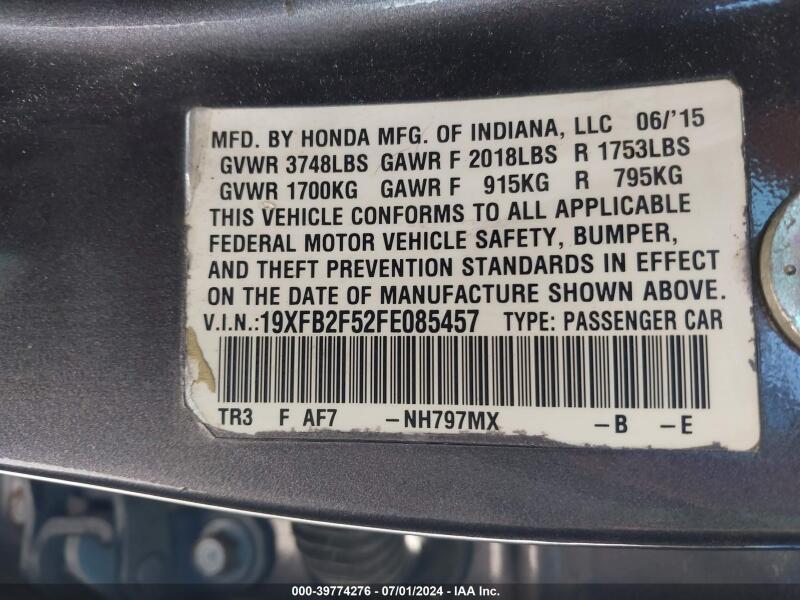 MFD. BY HONDA MFG. OF INDIANA, LLC 06/'15
GVWR 3748LBS GAWR F 2018LBS R 1753LBS
GVWR 1700KG GAWR F 915KG R 795KG
THIS VEHICLE CONFORMS TO ALL APPLICABLE
FEDERAL MOTOR VEHICLE SAFETY, BUMPER,
AND THEFT PREVENTION STANDARDS IN EFFECT
ON THE DATE OF MANUFACTURE SHOWN ABOVE.
V.I.N.:19XFB2F52FE085457 TYPE: PASSENGER CAR
TR3 F AF7 -NH797MX -B -E
000-39774276 - 07/01/2024 - IAA Inc.